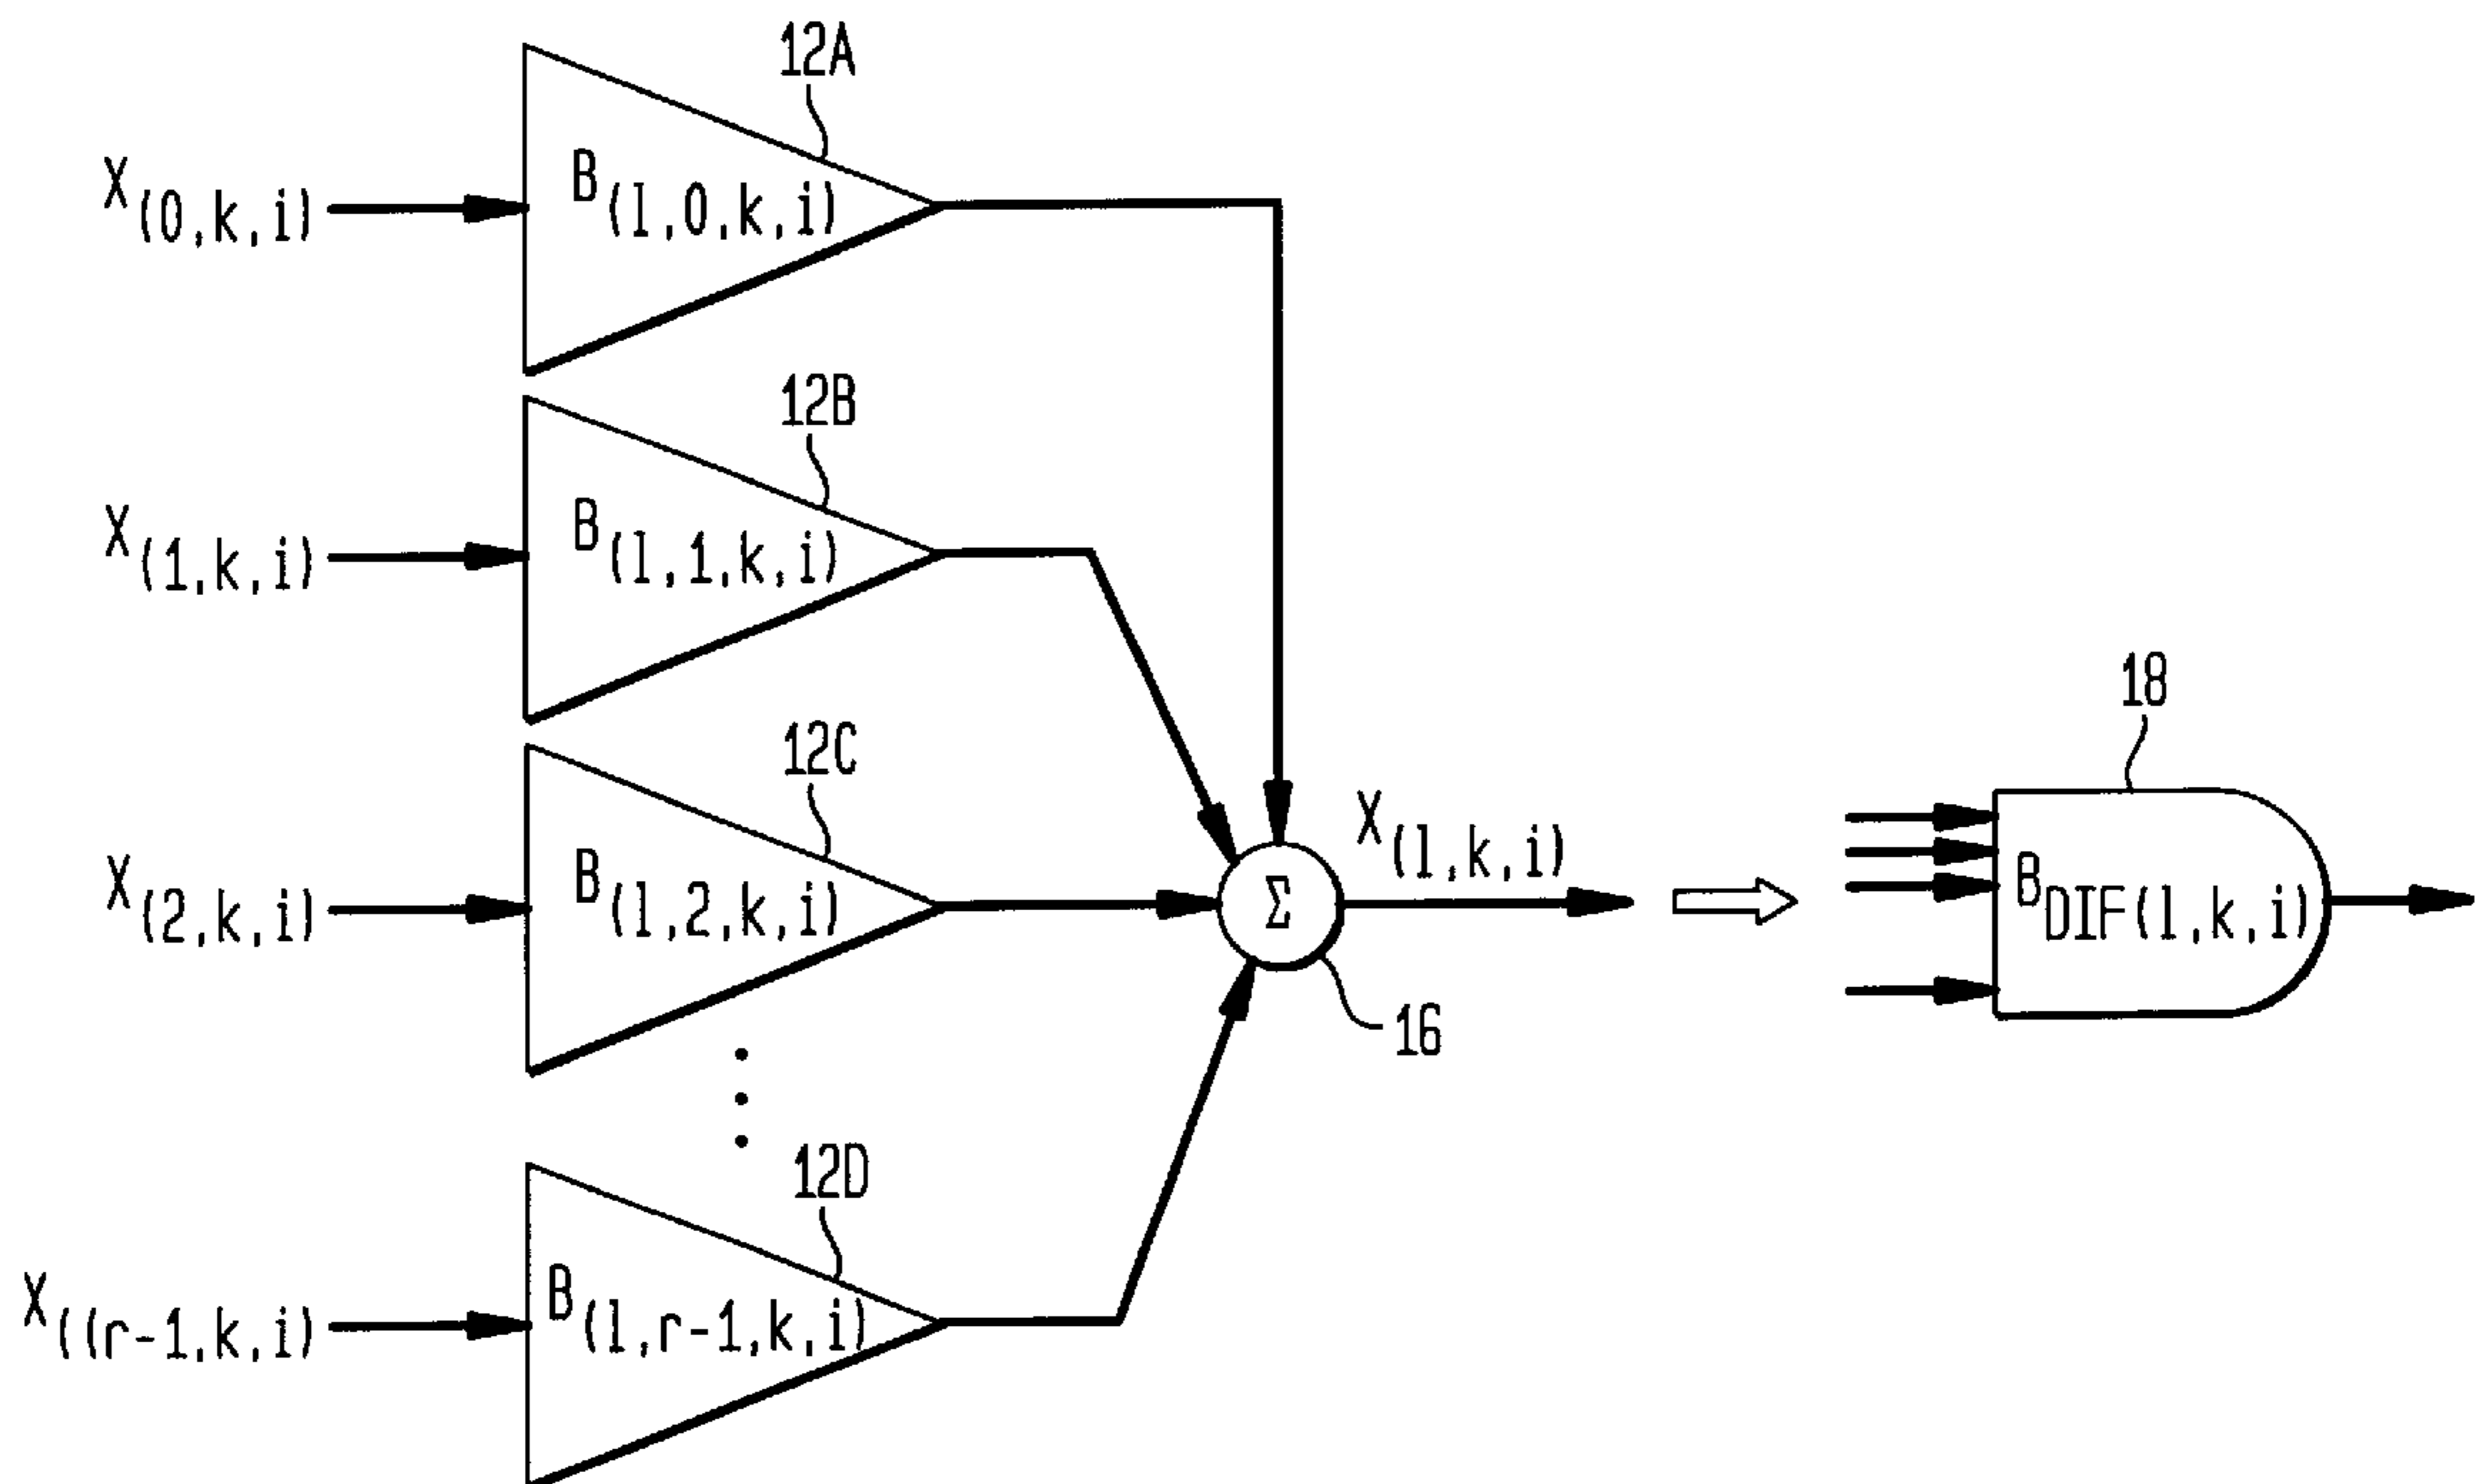 12A
X(0,k,i)
B(I,0,k,i)
12B
X(1,k,i)
B(l,1,k,i)
12C
X(2,k,i)
B(l,2,k,i)
Σ
X(l,k,i)
16
18
BDIF(l,k,i)
12D
X((r-1,k,i)
B(l,r-1,k,i)